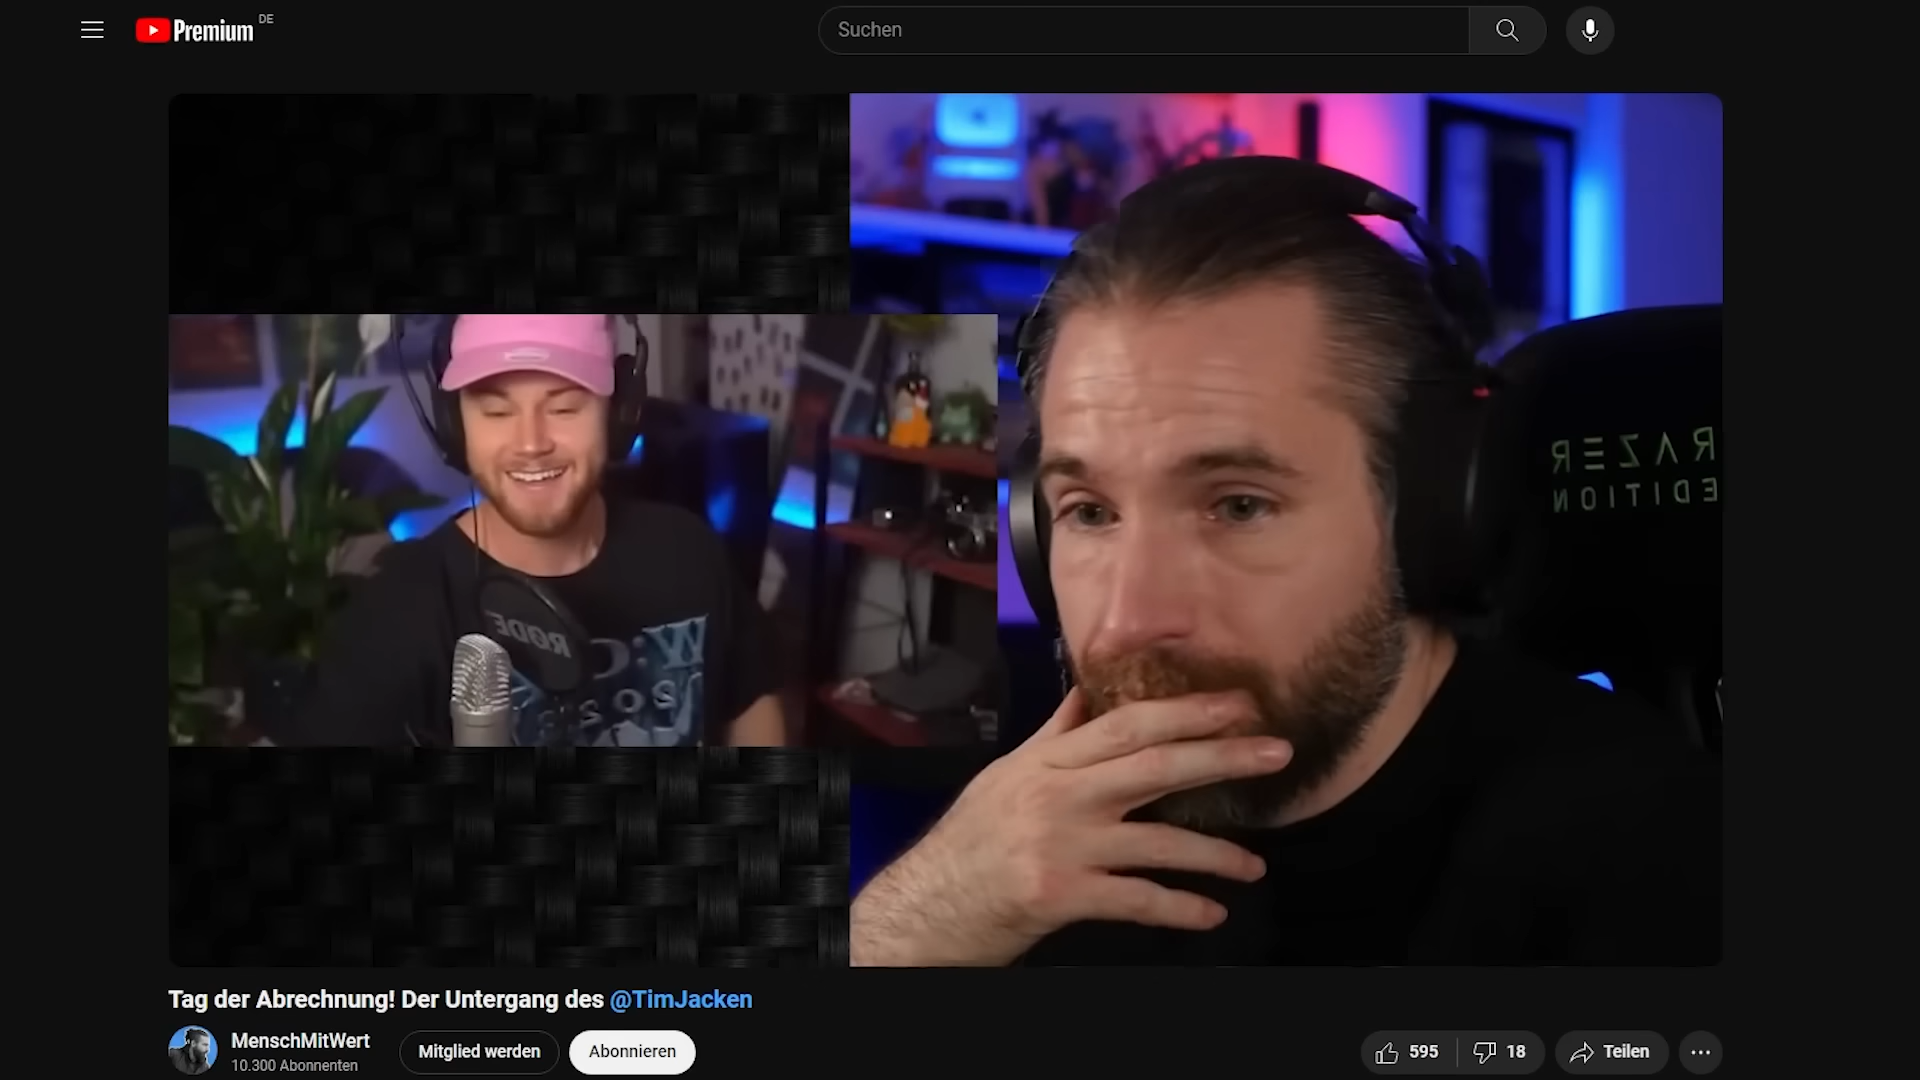 Premium DE
Suchen
RAZER
EDITION
RØDE
Tag der Abrechnung! Der Untergang des @TimJacken
MenschMitWert
10.300 Abonnenten
Mitglied werden
Abonnieren
595
18
Teilen